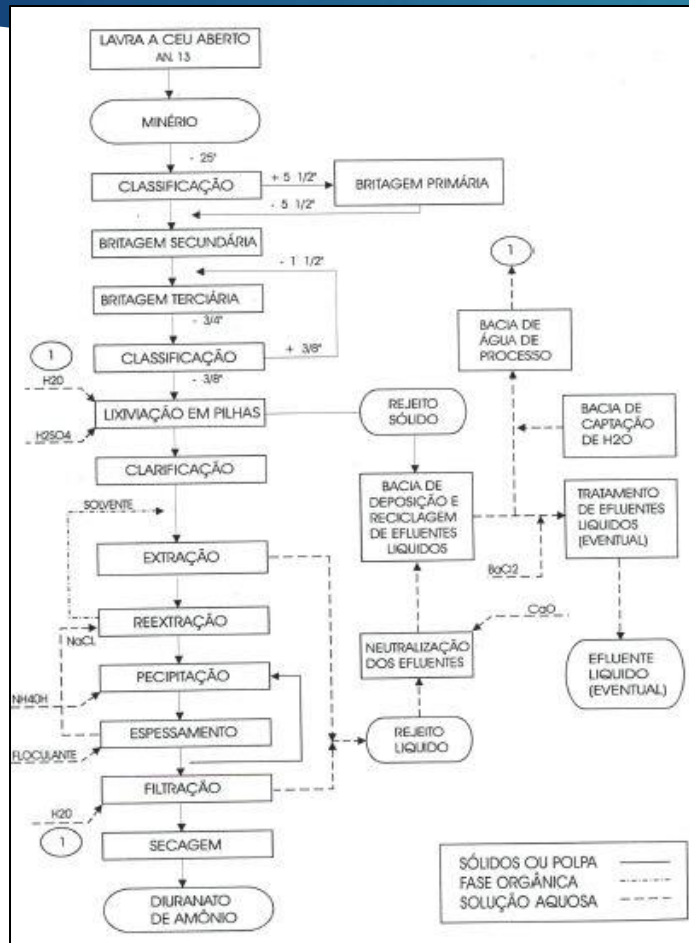 LAVRA A CEU ABERTO
AN. 13
MINÉRIO
- 25"
CLASSIFICAÇÃO
+ 5 1/2"
BRITAGEM PRIMÁRIA
- 5 1/2"
BRITAGEM SECUNDÁRIA
- 1 1/2"
BRITAGEM TERCIÁRIA
- 3/4"
CLASSIFICAÇÃO
+ 3/8"
- 3/8"
1
H20
LIXIVIAÇÃO EM PILHAS
H2SO4
CLARIFICAÇÃO
SOLVENTE
EXTRAÇÃO
REEXTRAÇÃO
NaCL
PECIPITAÇÃO
NH40H
ESPESSAMENTO
FLOCULANTE
FILTRAÇÃO
H20
1
SECAGEM
DIURANATO
DE AMÔNIO
1
BACIA DE
ÁGUA DE
PROCESSO
REJEITO
SÓLIDO
BACIA DE
CAPTAÇÃO
DE H2O
BACIA DE
DEPOSIÇÃO E
RECICLAGEM
DE EFLUENTES
LIQUIDOS
TRATAMENTO
DE EFLUENTES
LIQUIDOS
(EVENTUAL)
BaCl2
CaO
NEUTRALIZAÇÃO
DOS EFLUENTES
EFLUENTE
LIQUIDO
(EVENTUAL)
REJEITO
LIQUIDO
SÓLIDOS OU POLPA
FASE ORGÂNICA
SOLUÇÃO AQUOSA